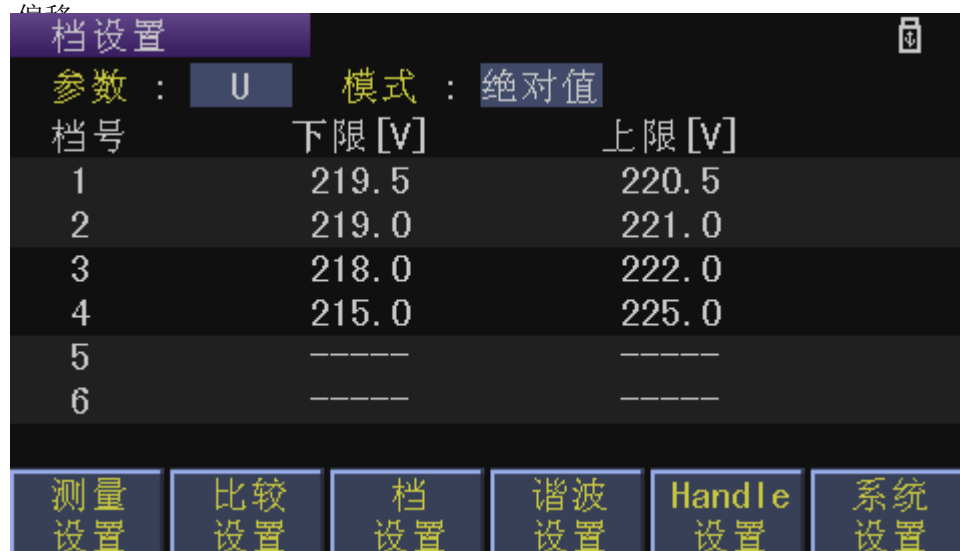 偏移
档设置
参数 : U 模式 : 绝对值
档号 下限[V] 上限[V]
1 219.5 220.5
2 219.0 221.0
3 218.0 222.0
4 215.0 225.0
5 ----- -----
6 ----- -----
测量 比较 档 谐波 Handle 系统
设置 设置 设置 设置 设置 设置